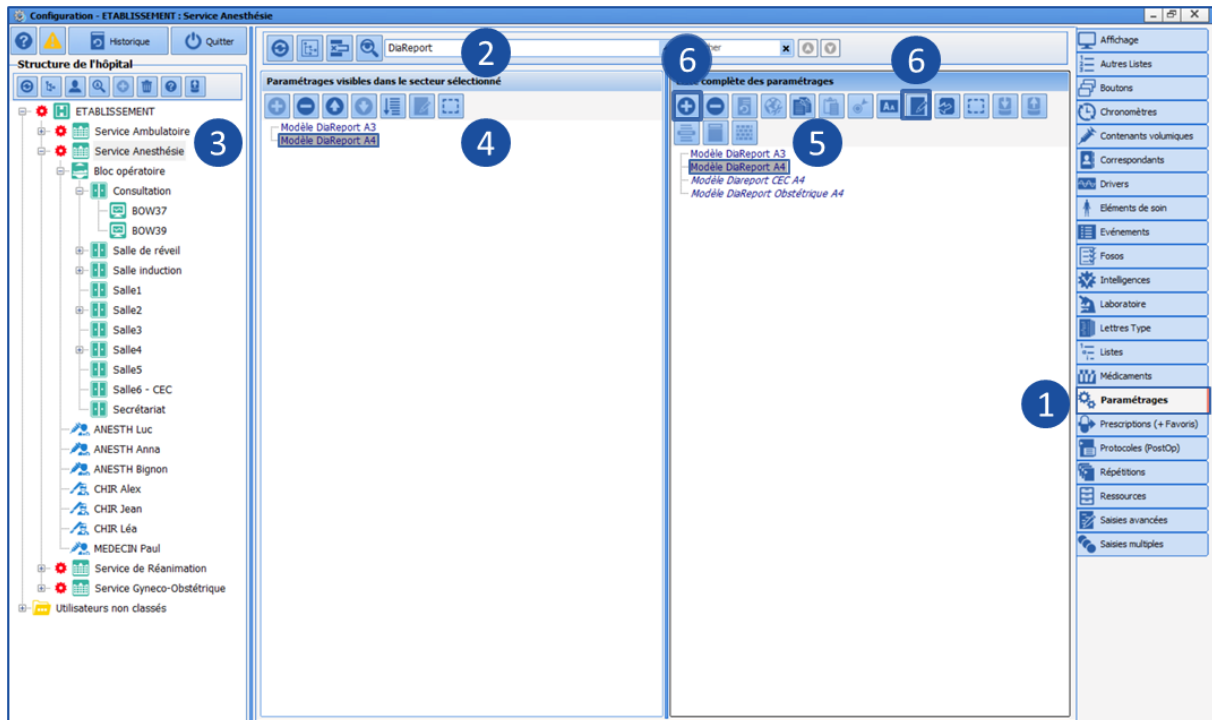 Configuration - ETABLISSEMENT : Service Anesthésie
Historique
Quitter
Structure de l'hôpital
3
ETABLISSEMENT
Service Ambulatoire
Service Anesthésie
Bloc opératoire
Consultation
BOW37
BOW39
Salle de réveil
Salle induction
Salle1
Salle2
Salle3
Salle4
Salle5
Salle6 - CEC
Secrétariat
ANESTH Luc
ANESTH Anna
ANESTH Bignon
CHIR Alex
CHIR Jean
CHIR Léa
MEDECIN Paul
Service de Réanimation
Service Gyneco-Obstétrique
Utilisateurs non classés
DiaReport
2
Paramétrages visibles dans le secteur sélectionné
4
Modèle DiaReport A3
Modèle DiaReport A4
6
6
complète des paramétrages
5
Modèle DiaReport A3
Modèle DiaReport A4
Modèle Diareport CEC A4
Modèle DiaReport Obstétrique A4
Affichage
Autres Listes
Boutons
Chronomètres
Contenants volumiques
Correspondants
Drivers
Eléments de soin
Evénements
Fosos
Intelligences
Laboratoire
Lettres Type
Listes
Médicaments
1
Paramétrages
Prescriptions (+ Favoris)
Protocoles (PostOp)
Répétitions
Ressources
Saisies avancées
Saisies multiples